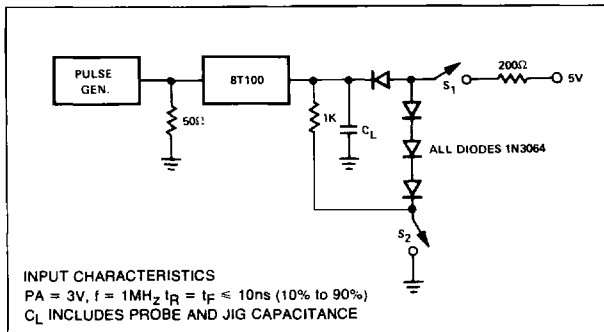 PULSE
GEN.
8T100
50Ω
1K
CL
S1
200Ω
5V
ALL DIODES 1N3064
S2
INPUT CHARACTERISTICS
PA = 3V, f = 1MHZ tR = tF ≤ 10ns (10% to 90%)
CL INCLUDES PROBE AND JIG CAPACITANCE